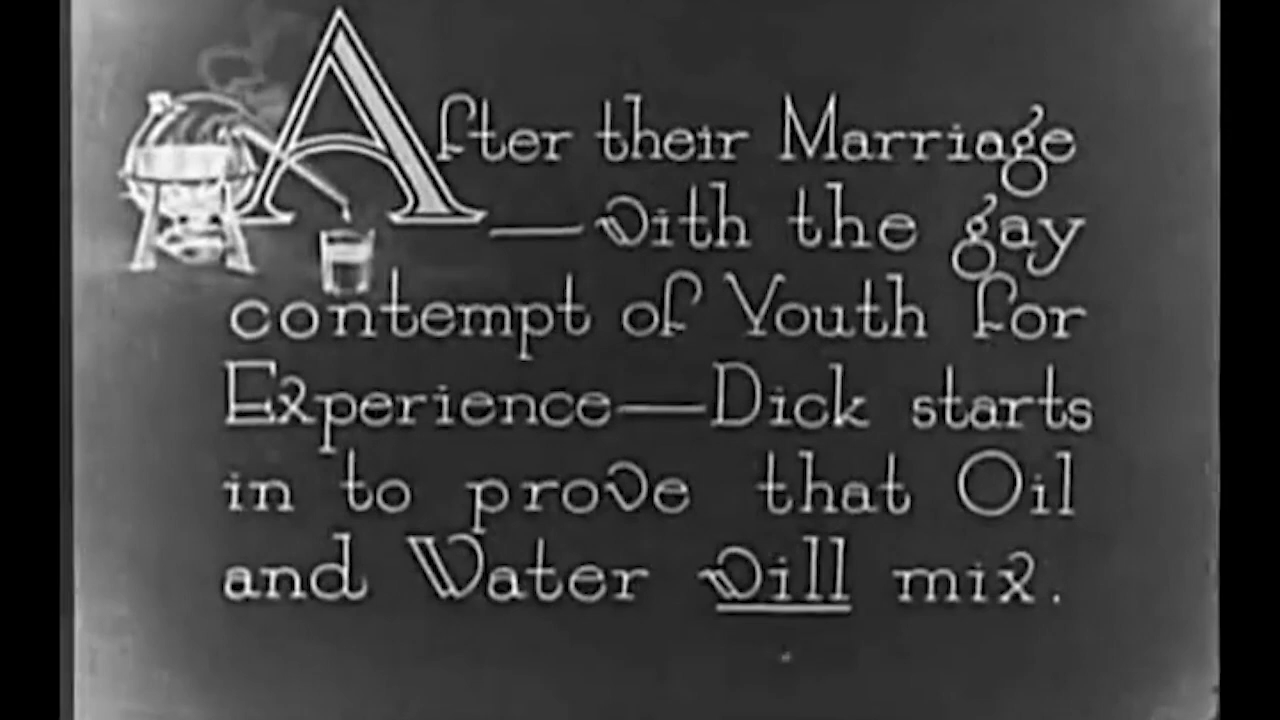 After their Marriage
—with the gay
contempt of Youth for
Experience—Dick starts
in to prove that Oil
and Water will mix.